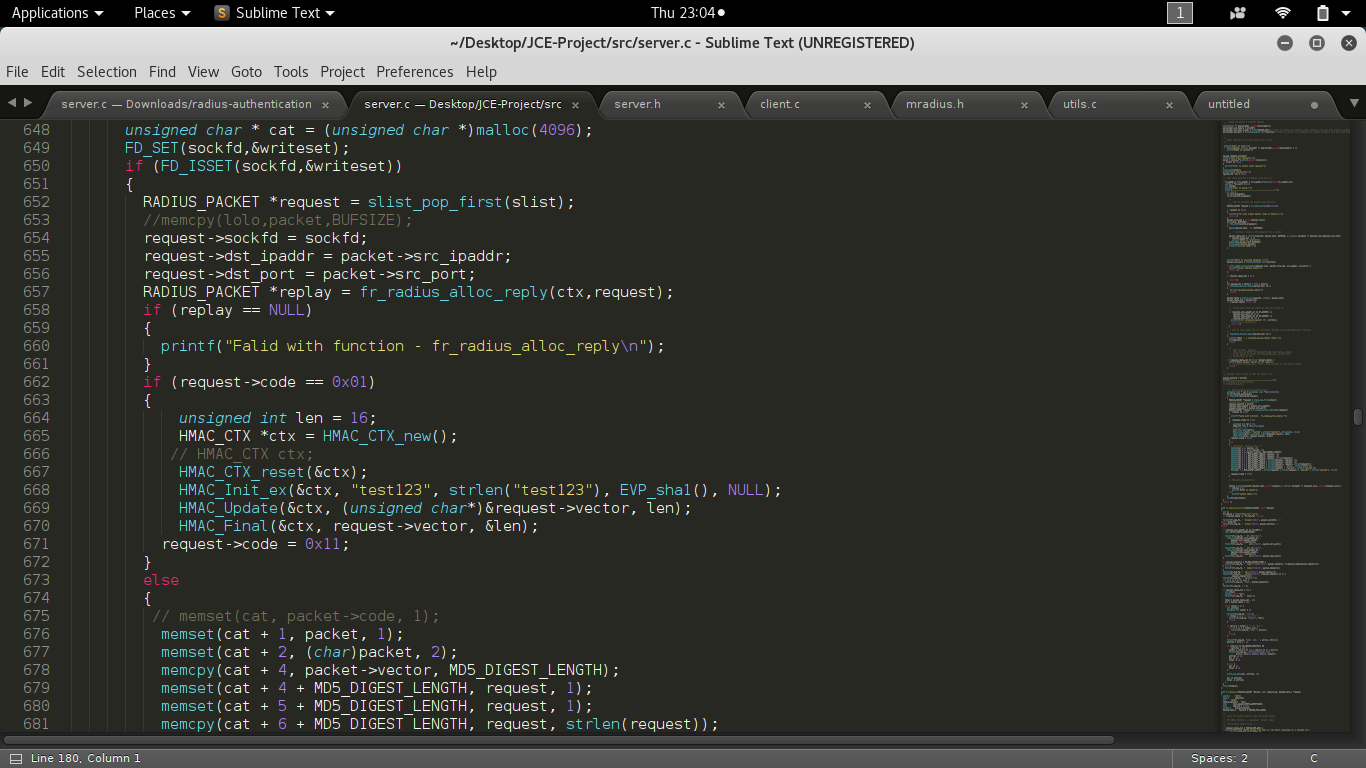 Applications Places Sublime Text Thu 23:04 1
~/Desktop/JCE-Project/src/server.c - Sublime Text (UNREGISTERED)
File Edit Selection Find View Goto Tools Project Preferences Help
server.c — Downloads/radius-authentication × server.c — Desktop/JCE-Project/src × server.h × client.c × mradius.h × utils.c × untitled
648 unsigned char * cat = (unsigned char *)malloc(4096);
649 FD_SET(sockfd,&writeset);
650 if (FD_ISSET(sockfd,&writeset))
651 {
652 RADIUS_PACKET *request = slist_pop_first(slist);
653 //memcpy(lolo,packet,BUFSIZE);
654 request->sockfd = sockfd;
655 request->dst_ipaddr = packet->src_ipaddr;
656 request->dst_port = packet->src_port;
657 RADIUS_PACKET *replay = fr_radius_alloc_reply(ctx,request);
658 if (replay == NULL)
659 {
660 printf("Falid with function - fr_radius_alloc_reply\n");
661 }
662 if (request->code == 0x01)
663 {
664 unsigned int len = 16;
665 HMAC_CTX *ctx = HMAC_CTX_new();
666 // HMAC_CTX ctx;
667 HMAC_CTX_reset(&ctx);
668 HMAC_Init_ex(&ctx, "test123", strlen("test123"), EVP_sha1(), NULL);
669 HMAC_Update(&ctx, (unsigned char*)&request->vector, len);
670 HMAC_Final(&ctx, request->vector, &len);
671 request->code = 0x11;
672 }
673 else
674 {
675 // memset(cat, packet->code, 1);
676 memset(cat + 1, packet, 1);
677 memset(cat + 2, (char)packet, 2);
678 memcpy(cat + 4, packet->vector, MD5_DIGEST_LENGTH);
679 memset(cat + 4 + MD5_DIGEST_LENGTH, request, 1);
680 memset(cat + 5 + MD5_DIGEST_LENGTH, request, 1);
681 memcpy(cat + 6 + MD5_DIGEST_LENGTH, request, strlen(request));
Line 180, Column 1 Spaces: 2 C